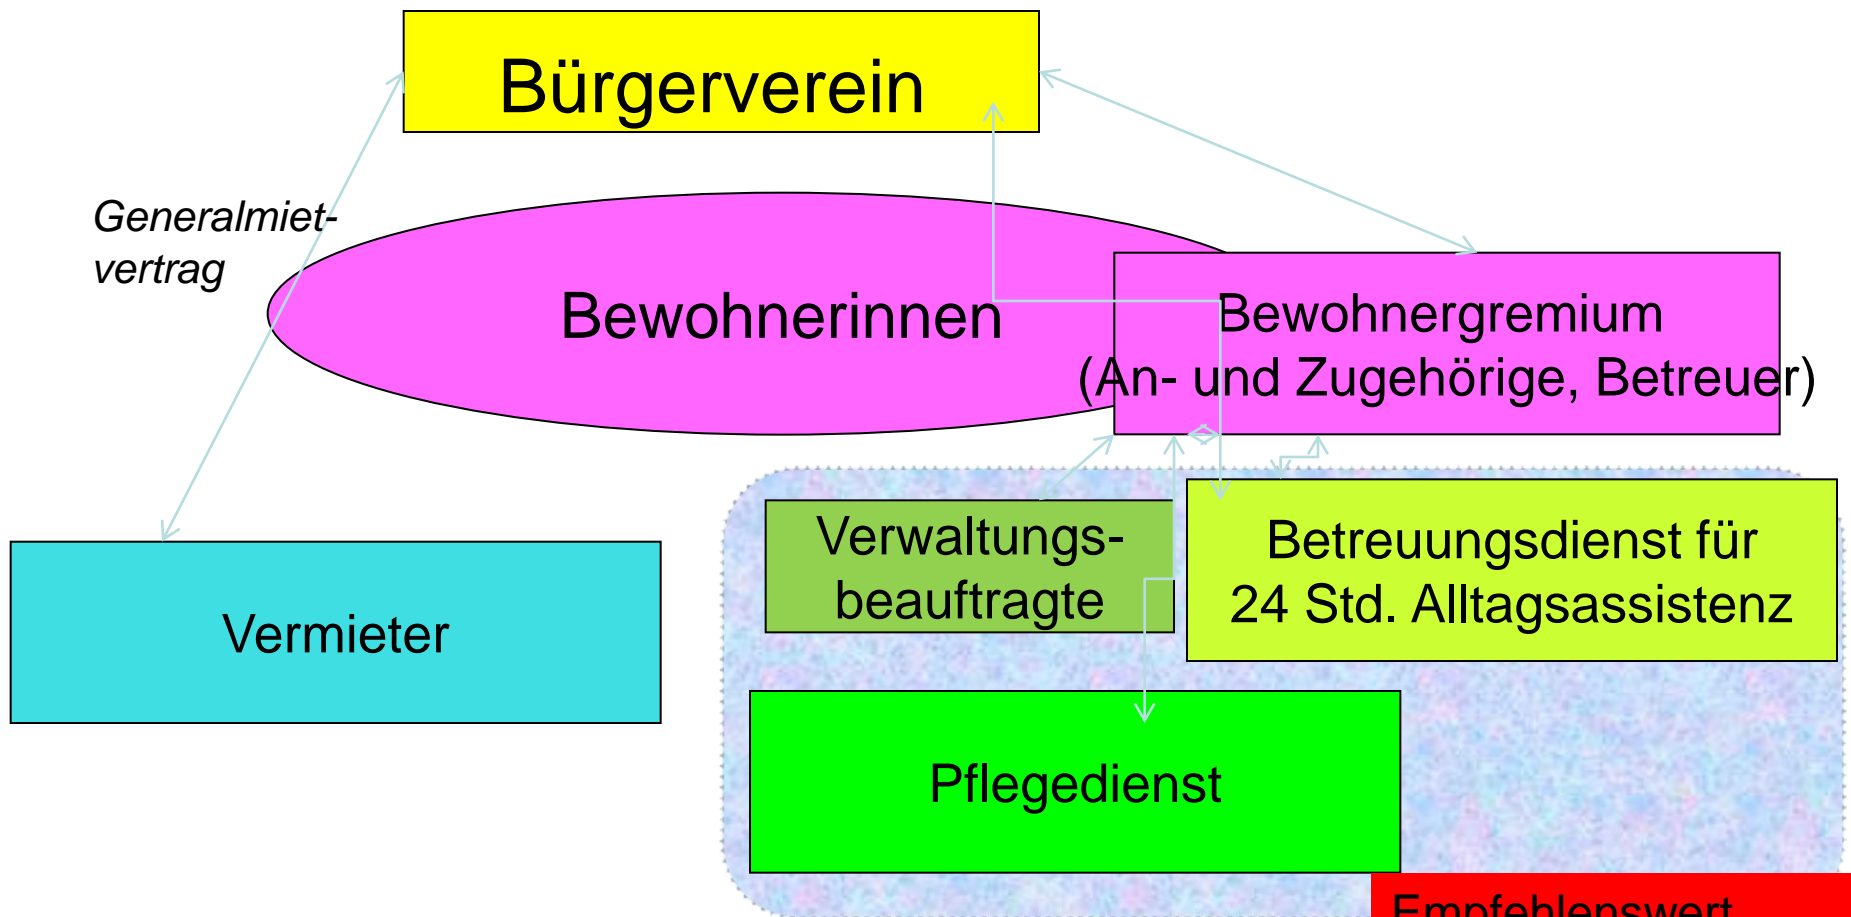 Bürgerverein
Generalmiet-
vertrag
Bewohnerinnen
Bewohnergremium
(An- und Zugehörige, Betreuer)
Verwaltungs-
beauftragte
Betreuungsdienst für
24 Std. Alltagsassistenz
Vermieter
Pflegedienst
Empfehlenswert